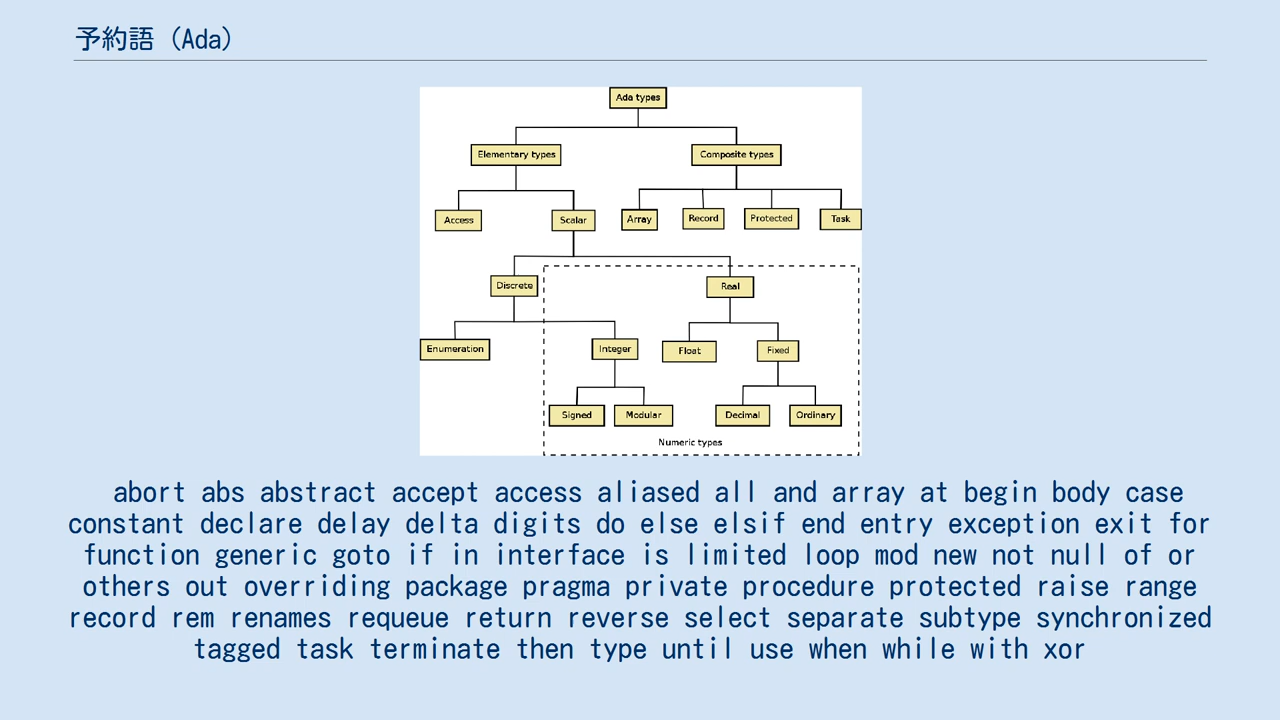 予約語（Ada）
Ada types
Elementary types Composite types
Access Scalar Array Record Protected Task
Discrete Real
Enumeration Integer Float Fixed
Signed Modular Decimal Ordinary
Numeric types
abort abs abstract accept access aliased all and array at begin body case
constant declare delay delta digits do else elsif end entry exception exit for
function generic goto if in interface is limited loop mod new not null of or
others out overriding package pragma private procedure protected raise range
record rem renames requeue return reverse select separate subtype synchronized
tagged task terminate then type until use when while with xor